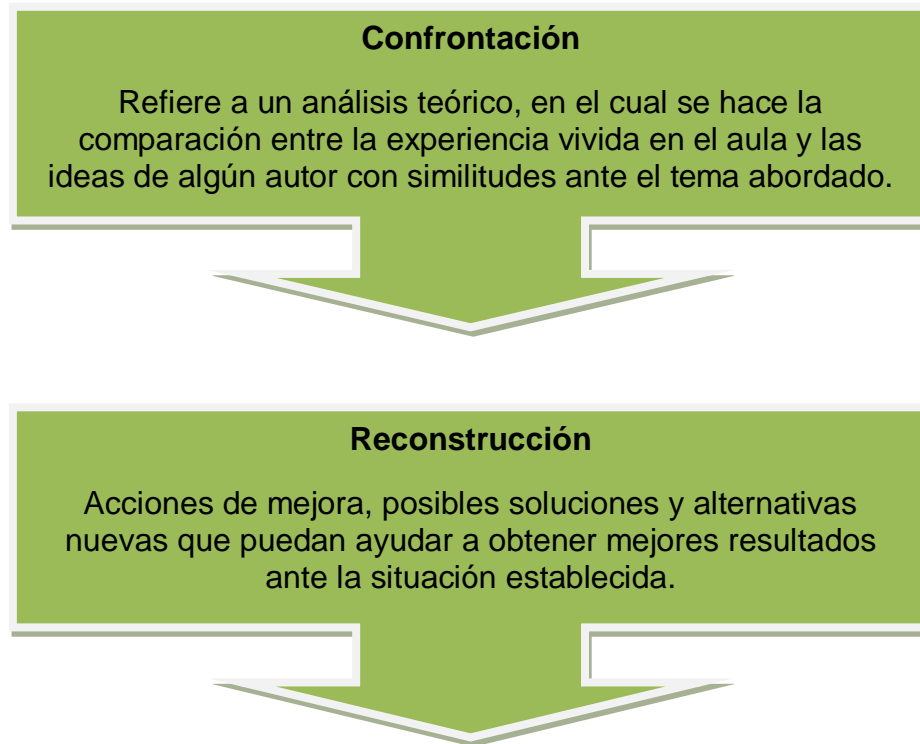 Confrontación
Refiere a un análisis teórico, en el cual se hace la
comparación entre la experiencia vivida en el aula y las
ideas de algún autor con similitudes ante el tema abordado.
Reconstrucción
Acciones de mejora, posibles soluciones y alternativas
nuevas que puedan ayudar a obtener mejores resultados
ante la situación establecida.